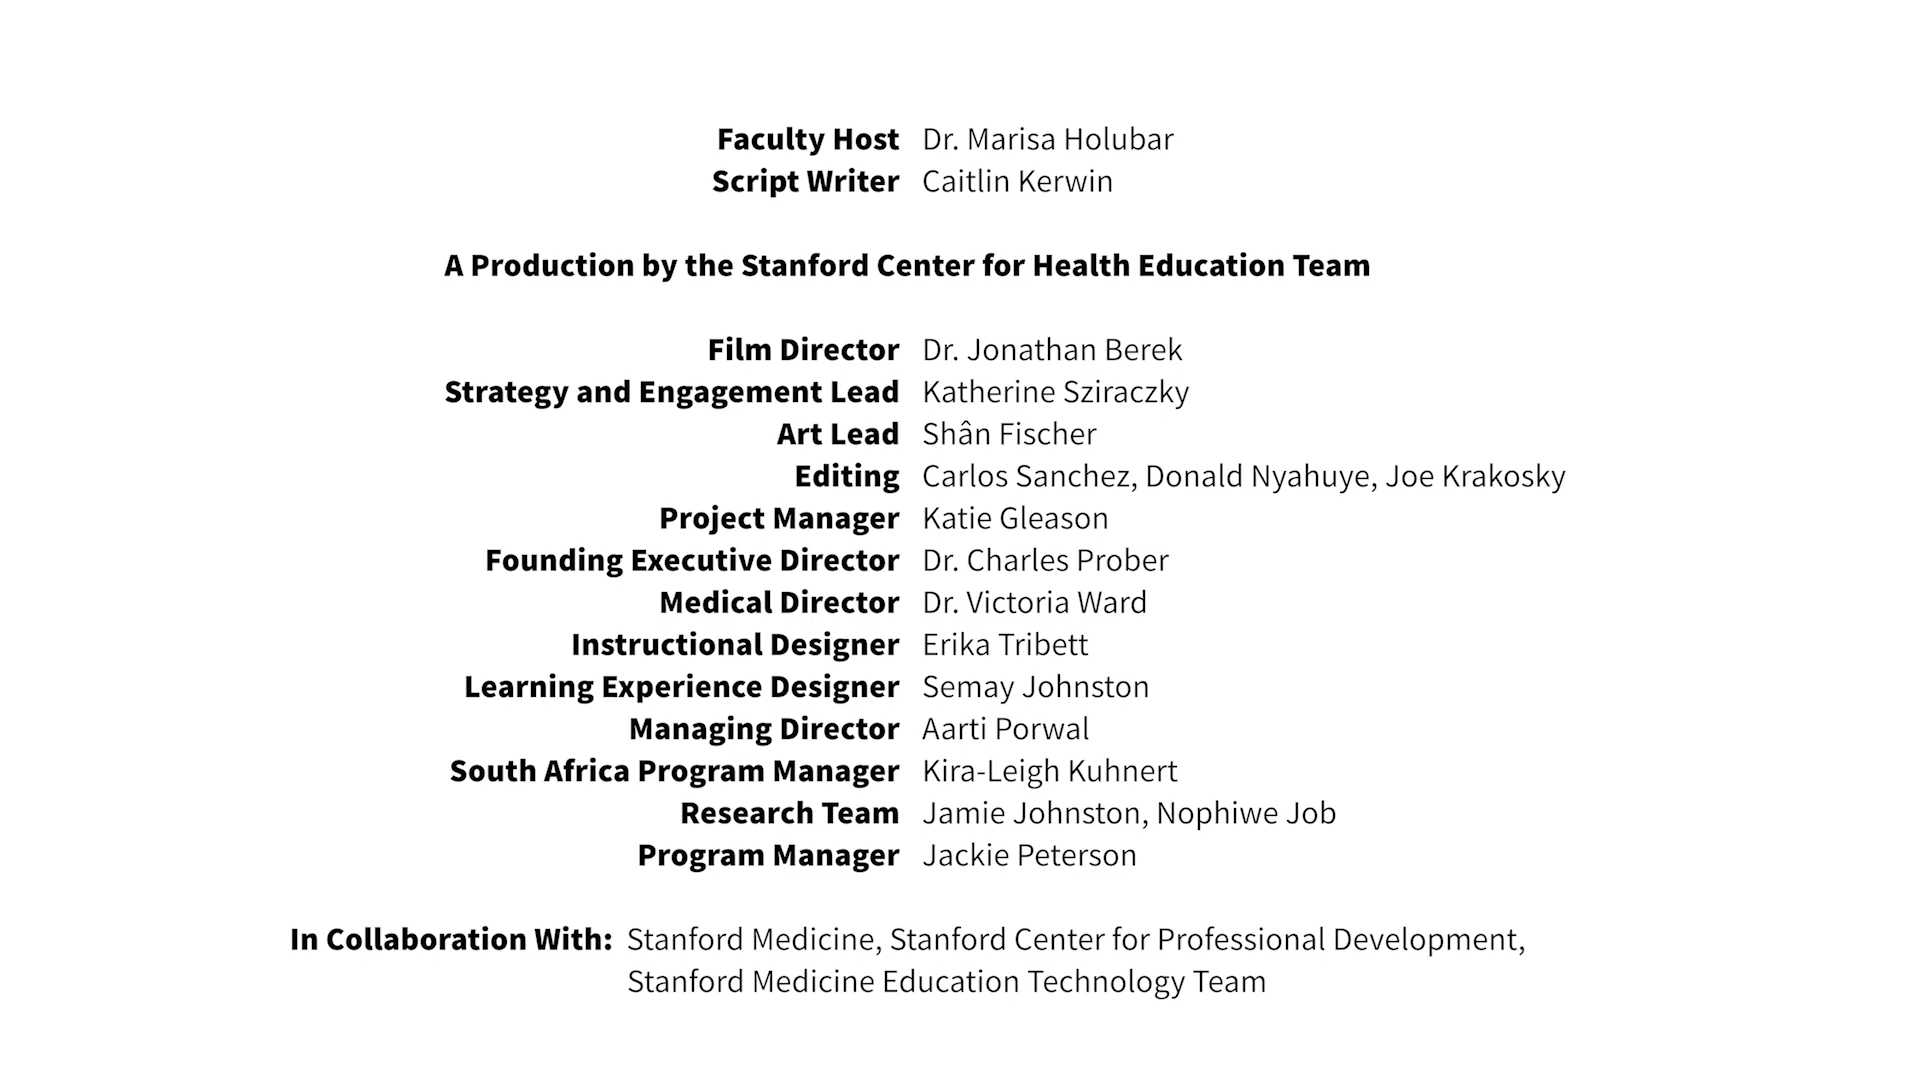 Faculty Host Dr. Marisa Holubar
Script Writer Caitlin Kerwin
A Production by the Stanford Center for Health Education Team
Film Director Dr. Jonathan Berek
Strategy and Engagement Lead Katherine Sziraczky
Art Lead Shân Fischer
Editing Carlos Sanchez, Donald Nyahuye, Joe Krakosky
Project Manager Katie Gleason
Founding Executive Director Dr. Charles Prober
Medical Director Dr. Victoria Ward
Instructional Designer Erika Tribett
Learning Experience Designer Semay Johnston
Managing Director Aarti Porwal
South Africa Program Manager Kira-Leigh Kuhnert
Research Team Jamie Johnston, Nophiwe Job
Program Manager Jackie Peterson
In Collaboration With: Stanford Medicine, Stanford Center for Professional Development,
Stanford Medicine Education Technology Team